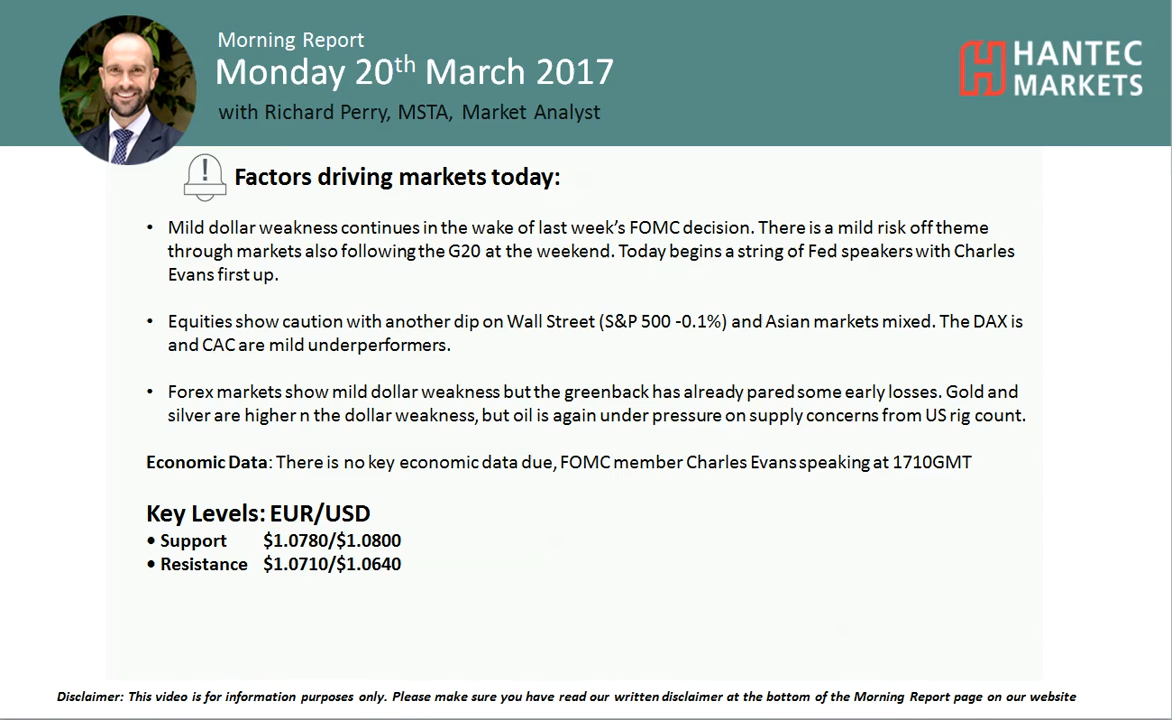 Morning Report
Monday 20th March 2017
with Richard Perry, MSTA, Market Analyst
HANTEC
MARKETS
Factors driving markets today:
• Mild dollar weakness continues in the wake of last week's FOMC decision. There is a mild risk off theme
through markets also following the G20 at the weekend. Today begins a string of Fed speakers with Charles
Evans first up.
• Equities show caution with another dip on Wall Street (S&P 500 -0.1%) and Asian markets mixed. The DAX is
and CAC are mild underperformers.
• Forex markets show mild dollar weakness but the greenback has already pared some early losses. Gold and
silver are higher n the dollar weakness, but oil is again under pressure on supply concerns from US rig count.
Economic Data: There is no key economic data due, FOMC member Charles Evans speaking at 1710GMT
Key Levels: EUR/USD
• Support $1.0780/$1.0800
• Resistance $1.0710/$1.0640
Disclaimer: This video is for information purposes only. Please make sure you have read our written disclaimer at the bottom of the Morning Report page on our website